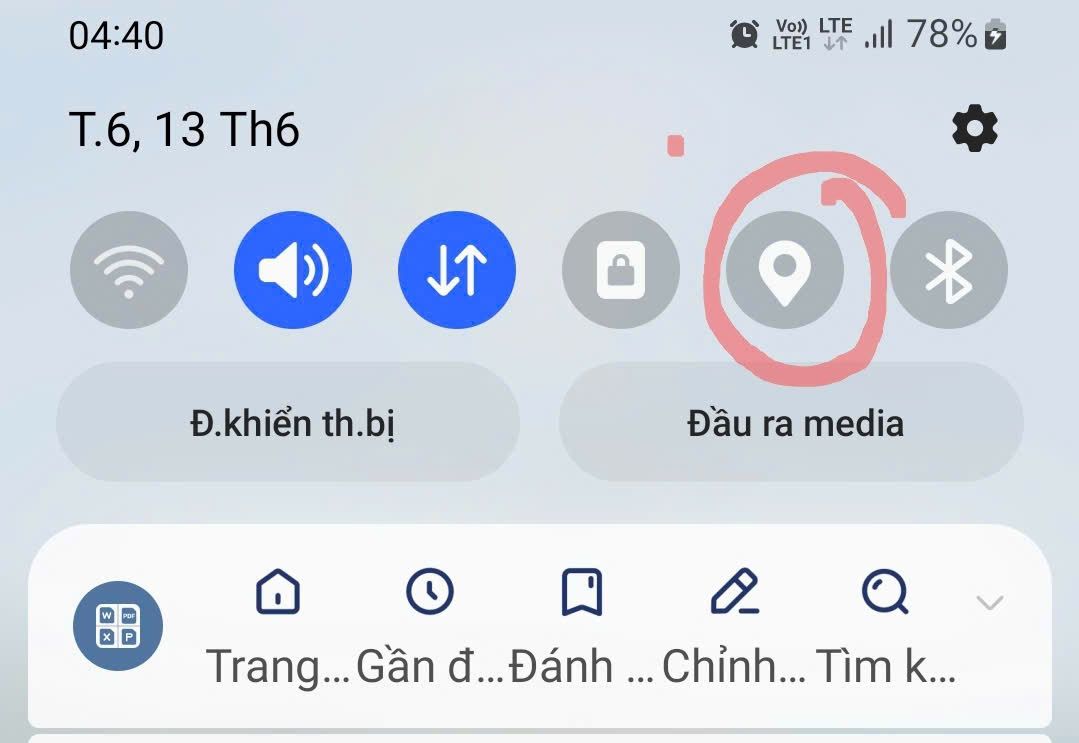 04:40 Vo)) LTE1 LTE 78%
T.6, 13 Th6
Đ.khiển th.bị Đầu ra media
W PDF
X P
Trang... Gần đ... Đánh ... Chỉnh... Tìm k...